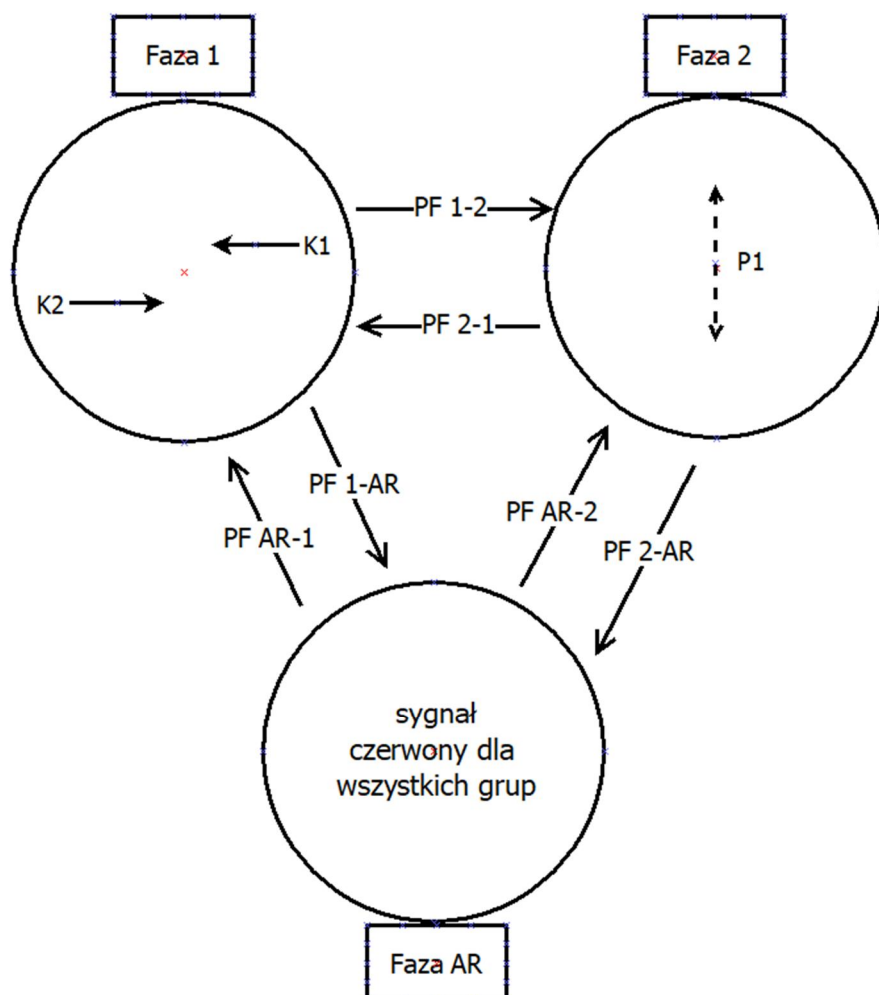 Faza 1
Faza 2
PF 1-2
K1
P1
K2
PF 2-1
PF 1-AR
PF AR-2
PF AR-1
PF 2-AR
sygnał
czerwony dla
wszystkich grup
Faza AR